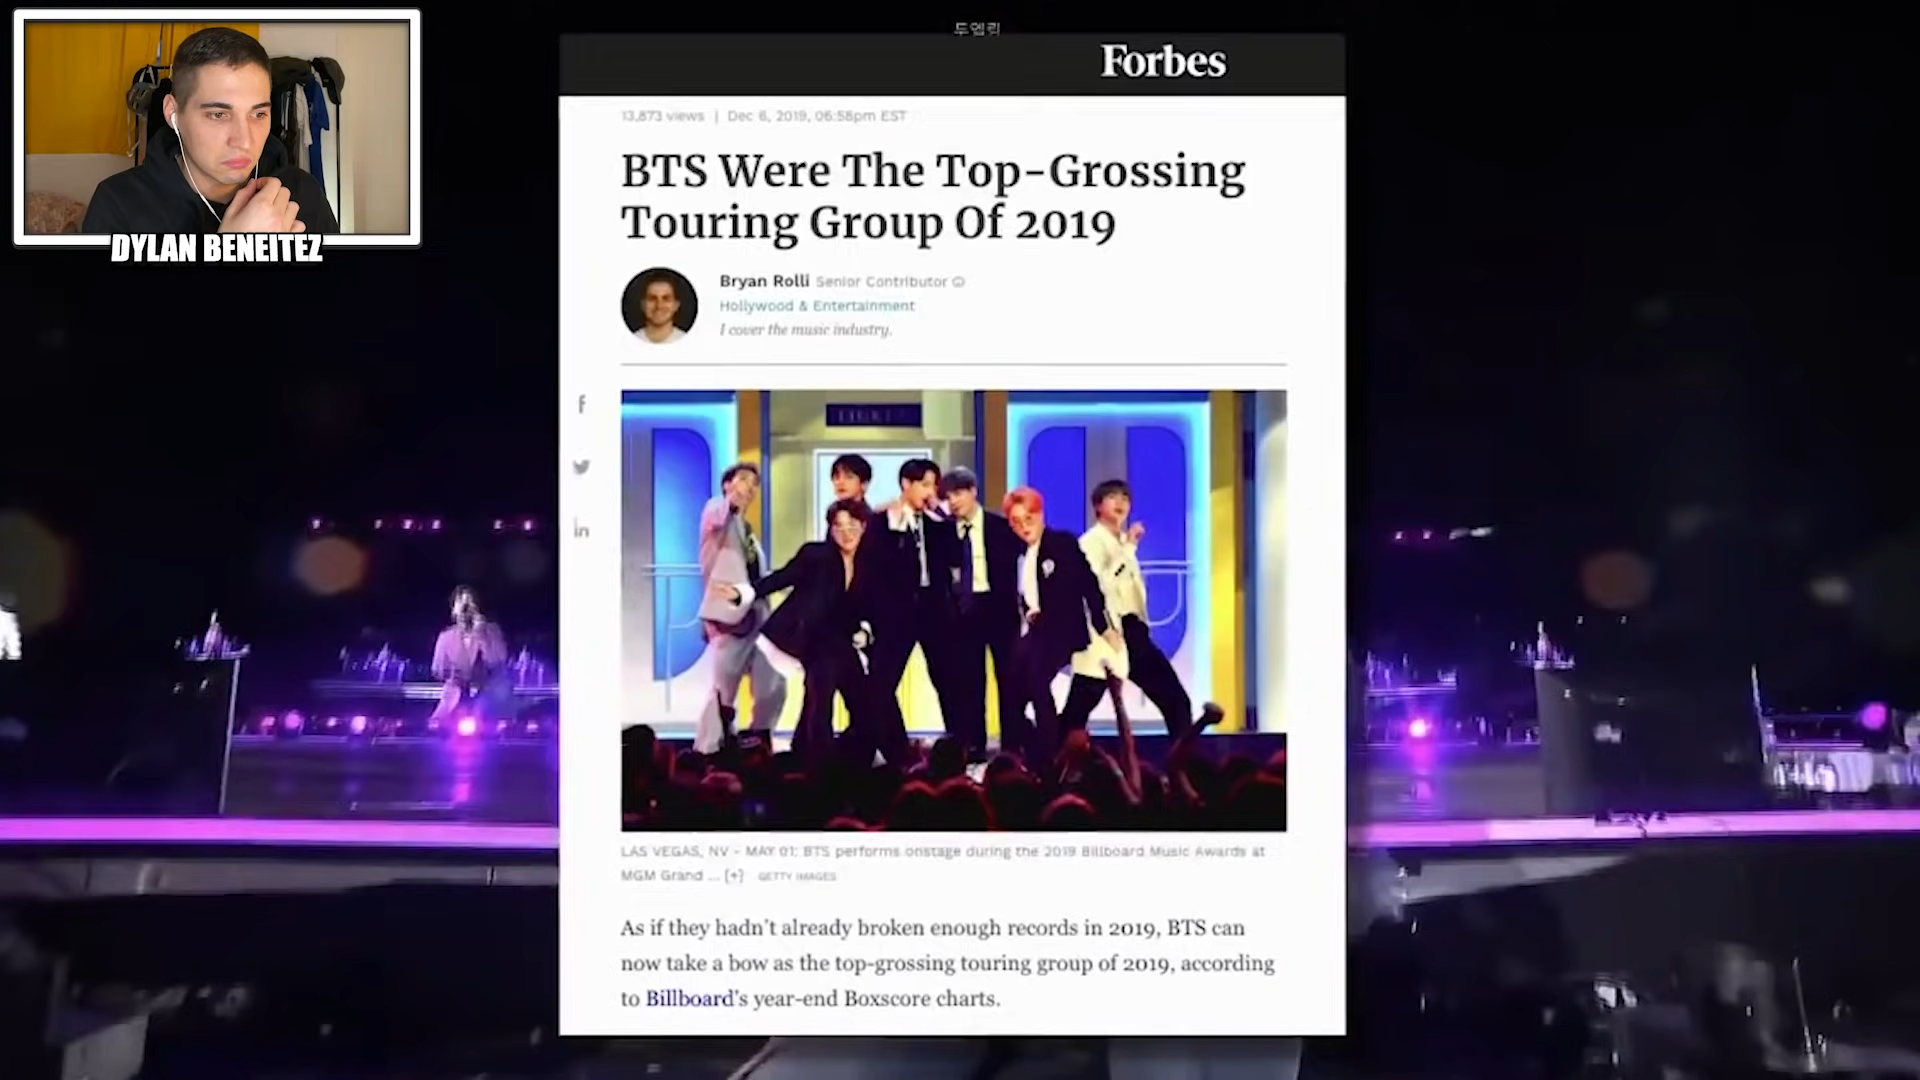 두엽링
Forbes
13,873 views | Dec 6, 2019, 06:58pm EST
BTS Were The Top-Grossing
Touring Group Of 2019
Bryan Rolli Senior Contributor
Hollywood & Entertainment
I cover the music industry.
f
in
LAS VEGAS, NV - MAY 01: BTS performs onstage during the 2019 Billboard Music Awards at
MGM Grand ... [+] GETTY IMAGES
As if they hadn't already broken enough records in 2019, BTS can
now take a bow as the top-grossing touring group of 2019, according
to Billboard's year-end Boxscore charts.
DYLAN BENEITEZ